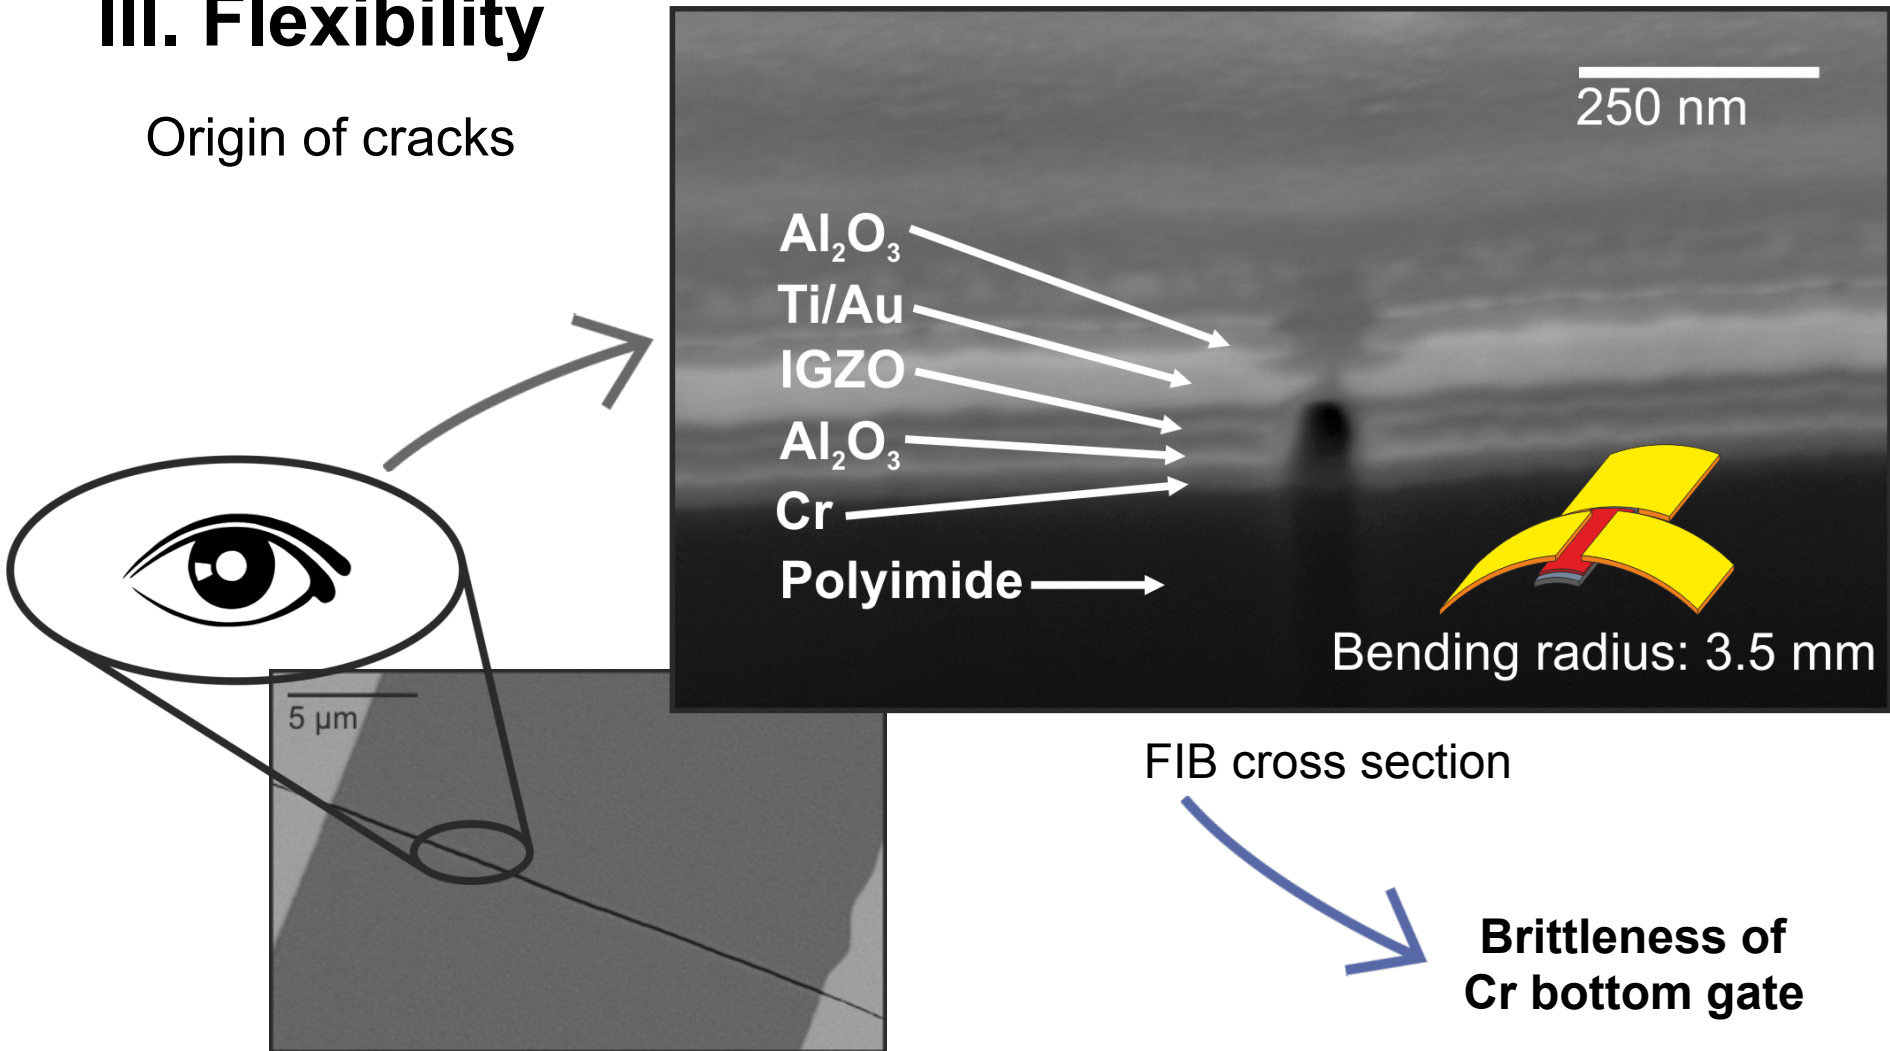 III. Flexibility
Origin of cracks
250 nm
Al₂O₃
Ti/Au
IGZO
Al₂O₃
Cr
Polyimide
Bending radius: 3.5 mm
5 µm
FIB cross section
Brittleness of
Cr bottom gate